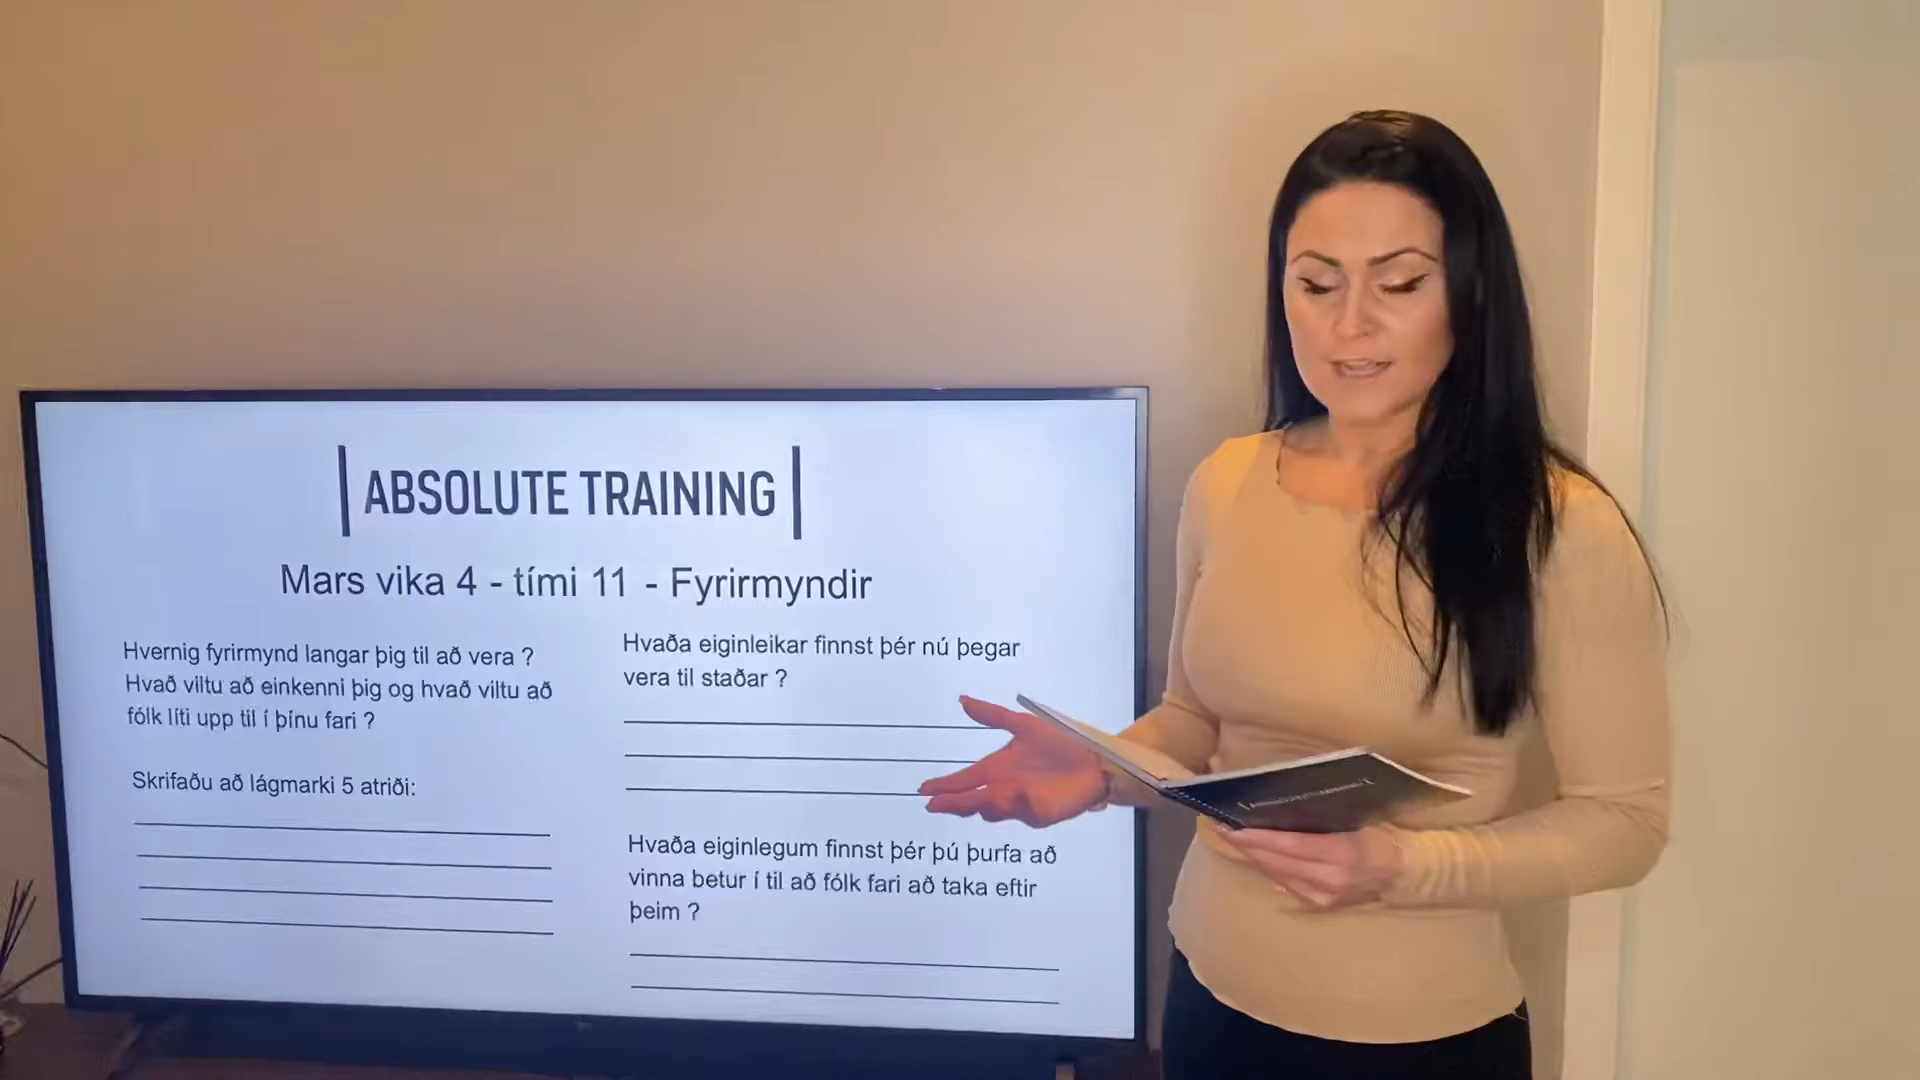 ABSOLUTE TRAINING
Mars vika 4 - tími 11 - Fyrirmyndir
Hvernig fyrirmynd langar þig til að vera ?
Hvað viltu að einkenni þig og hvað viltu að
fólk líti upp til í þínu fari ?
Skrifaðu að lágmarki 5 atriði:
Hvaða eiginleikar finnst þér nú þegar
vera til staðar ?
Hvaða eiginlegum finnst þér þú þurfa að
vinna betur í til að fólk fari að taka eftir
þeim ?